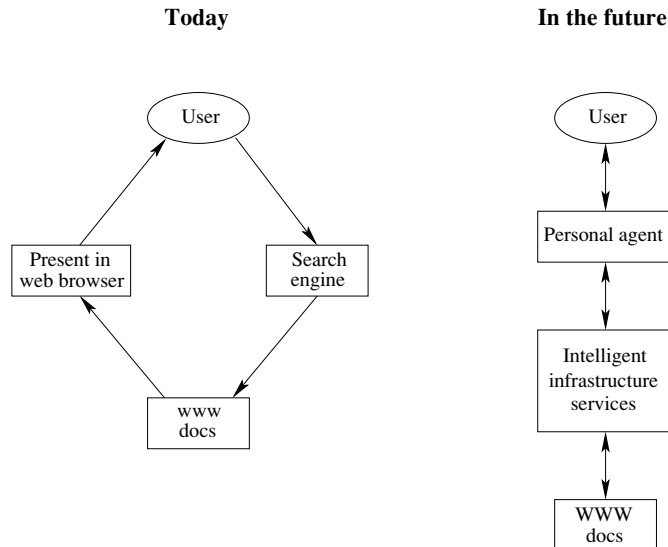 Today
User
Present in
web browser
Search
engine
www
docs
In the future
User
Personal agent
Intelligent
infrastructure
services
WWW
docs